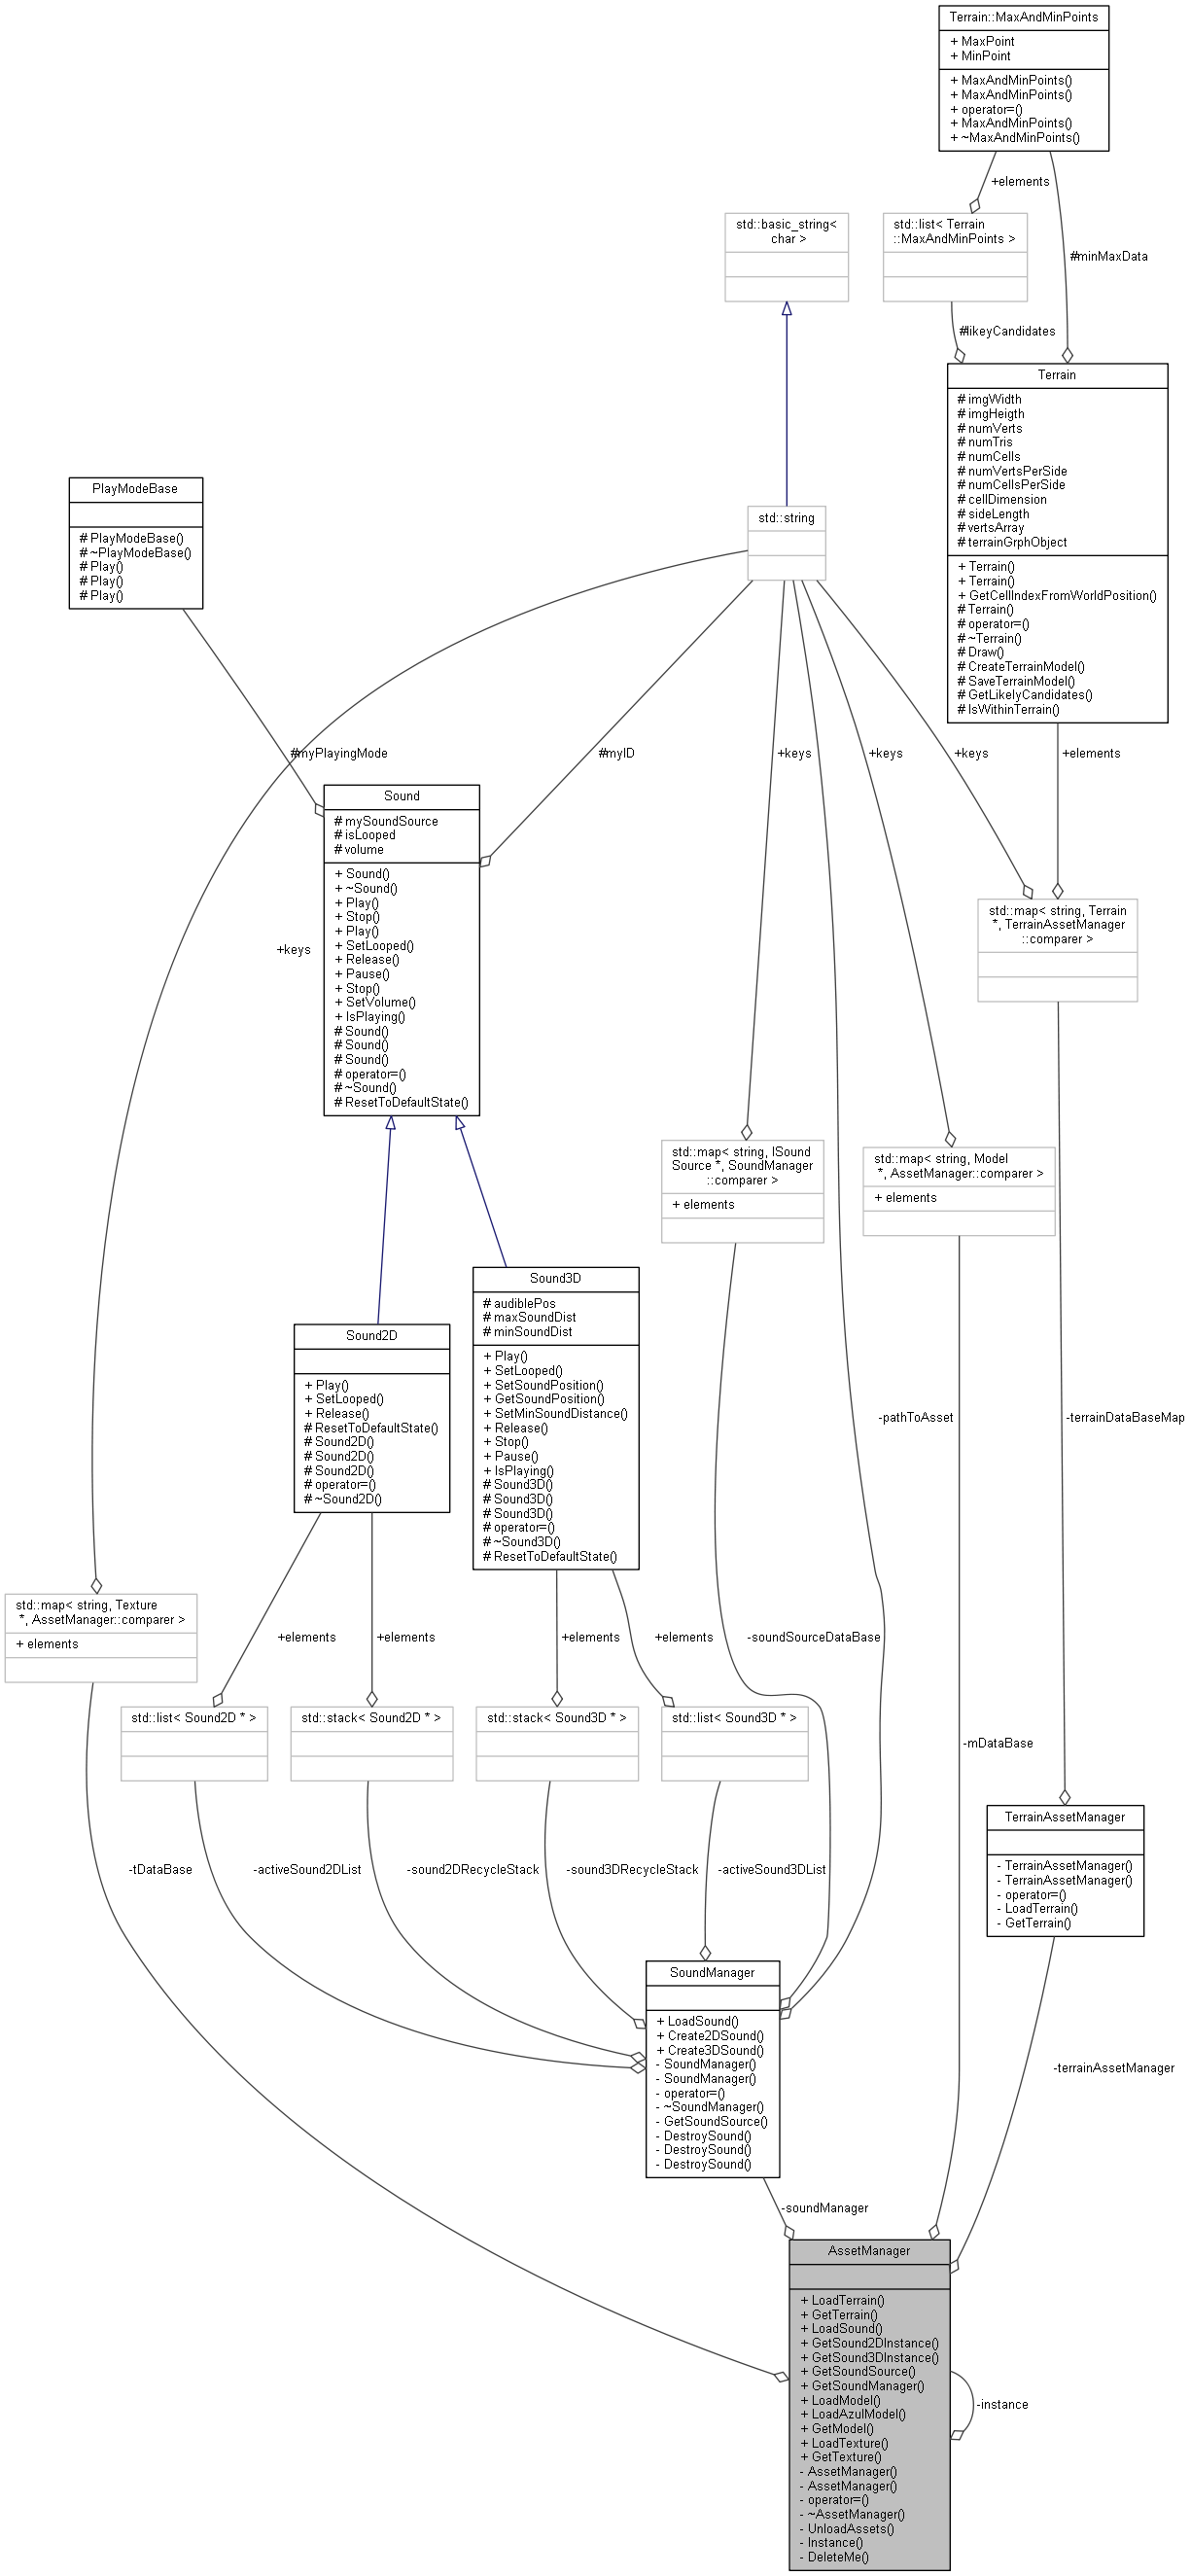 Terrain::MaxAndMinPoints
+ MaxPoint
+ MinPoint
+ MaxAndMinPoints()
+ MaxAndMinPoints()
+ operator=()
+ MaxAndMinPoints()
+ ~MaxAndMinPoints()
+elements
std::basic_string<
char >
std::list< Terrain
::MaxAndMinPoints >
#minMaxData
#likeyCandidates
Terrain
# imgWidth
# imgHeigth
# numVerts
# numTris
# numCells
# numVertsPerSide
# numCellsPerSide
# cellDimension
# sideLength
# vertsArray
# terrainGrphObject
+ Terrain()
+ Terrain()
+ GetCellIndexFromWorldPosition()
# Terrain()
# operator=()
# ~Terrain()
# Draw()
# CreateTerrainModel()
# SaveTerrainModel()
# GetLikelyCandidates()
# IsWithinTerrain()
PlayModeBase
# PlayModeBase()
# ~PlayModeBase()
# Play()
# Play()
# Play()
std::string
#myPlayingMode
#myID
+keys
+keys
+keys
+elements
Sound
# mySoundSource
# isLooped
# volume
+ Sound()
+ ~Sound()
+ Play()
+ Stop()
+ Play()
+ SetLooped()
+ Release()
+ Pause()
+ Stop()
+ SetVolume()
+ IsPlaying()
# Sound()
# Sound()
# Sound()
# operator=()
# ~Sound()
# ResetToDefaultState()
+keys
std::map< string, Terrain
*, TerrainAssetManager
::comparer >
std::map< string, ISound
Source *, SoundManager
::comparer >
+ elements
std::map< string, Model
*, AssetManager::comparer >
+ elements
Sound3D
# audiblePos
# maxSoundDist
# minSoundDist
+ Play()
+ SetLooped()
+ SetSoundPosition()
+ GetSoundPosition()
+ SetMinSoundDistance()
+ Release()
+ Stop()
+ Pause()
+ IsPlaying()
# Sound3D()
# Sound3D()
# Sound3D()
# operator=()
# ~Sound3D()
# ResetToDefaultState()
Sound2D
+ Play()
+ SetLooped()
+ Release()
# ResetToDefaultState()
# Sound2D()
# Sound2D()
# Sound2D()
# operator=()
# ~Sound2D()
-pathToAsset
-terrainDataBaseMap
std::map< string, Texture
*, AssetManager::comparer >
+ elements
+elements
+elements
+elements
+elements
-soundSourceDataBase
std::list< Sound2D * >
std::stack< Sound2D * >
std::stack< Sound3D * >
std::list< Sound3D * >
-mDataBase
TerrainAssetManager
- TerrainAssetManager()
- TerrainAssetManager()
- operator=()
- LoadTerrain()
- GetTerrain()
-tDataBase
-activeSound2DList
-sound2DRecycleStack
-sound3DRecycleStack
-activeSound3DList
SoundManager
+ LoadSound()
+ Create2DSound()
+ Create3DSound()
- SoundManager()
- SoundManager()
- operator=()
- ~SoundManager()
- GetSoundSource()
- DestroySound()
- DestroySound()
- DestroySound()
-terrainAssetManager
-soundManager
AssetManager
+ LoadTerrain()
+ GetTerrain()
+ LoadSound()
+ GetSound2DInstance()
+ GetSound3DInstance()
+ GetSoundSource()
+ GetSoundManager()
+ LoadModel()
+ LoadAzulModel()
+ GetModel()
+ LoadTexture()
+ GetTexture()
- AssetManager()
- AssetManager()
- operator=()
- ~AssetManager()
- UnloadAssets()
- Instance()
- DeleteMe()
-instance